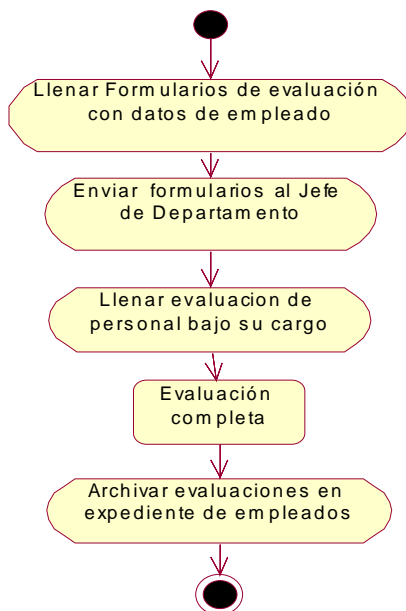 Llenar Formularios de evaluación
con datos de empleado
Enviar formularios al Jefe
de Departamento
Llenar evaluacion de
personal bajo su cargo
Evaluación
completa
Archivar evaluaciones en
expediente de empleados